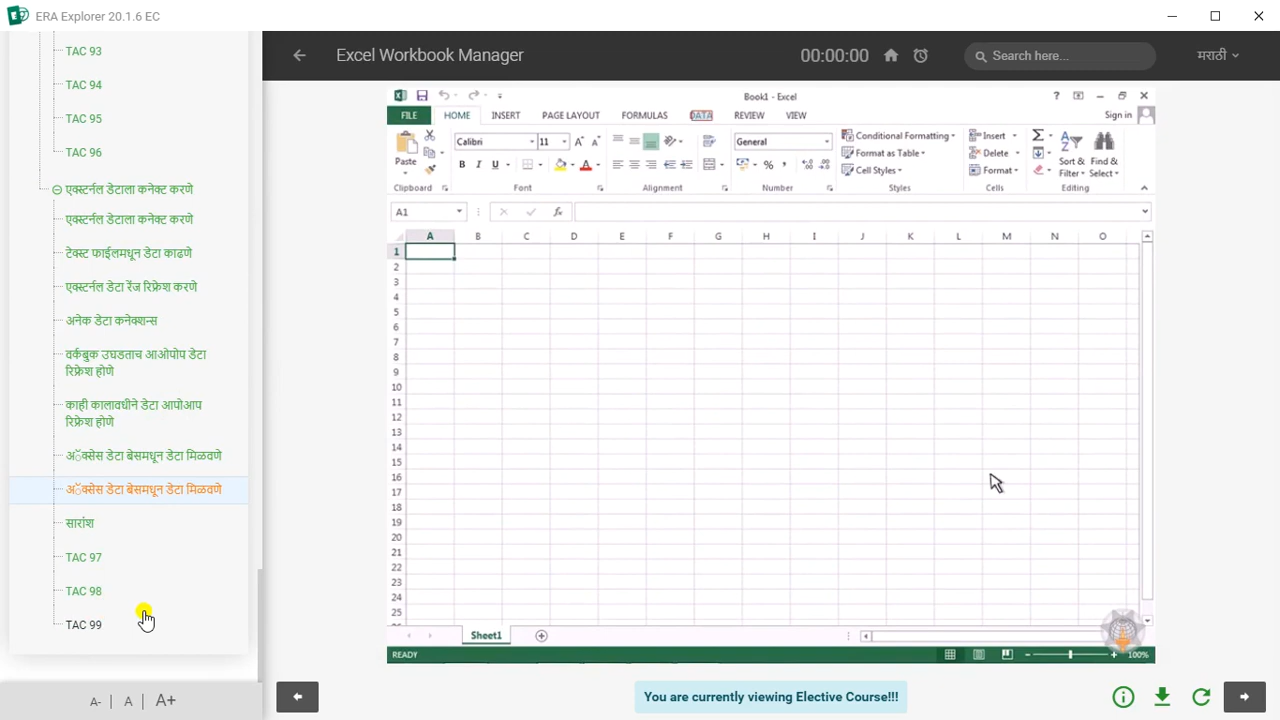 ERA Explorer 20.1.6 EC
TAC 93
TAC 94
TAC 95
TAC 96
एक्स्टर्नल डेटाला कनेक्ट करणे
एक्स्टर्नल डेटाला कनेक्ट करणे
टेक्स्ट फाईलमधून डेटा काढणे
एक्स्टर्नल डेटा रेंज रिफ्रेश करणे
अनेक डेटा कनेक्शन्स
वर्कबुक उघडताच आओपोप डेटा
रिफ्रेश होणे
काही कालावधीने डेटा आपोआप
रिफ्रेश होणे
अॅक्सेस डेटा बेसमधून डेटा मिळवणे
अॅक्सेस डेटा बेसमधून डेटा मिळवणे
सारांश
TAC 97
TAC 98
TAC 99
A- A A+
Excel Workbook Manager
00:00:00
Search here...
मराठी
Book1 - Excel
FILE HOME INSERT PAGE LAYOUT FORMULAS DATA REVIEW VIEW Sign in
Paste
Calibri 11
B I U
General
% ,
Conditional Formatting
Format as Table
Cell Styles
Insert
Delete
Format
Sort & Filter
Find & Select
Clipboard Font Alignment Number Styles Cells Editing
A1
fx
A B C D E F G H I J K L M N O
1
2
3
4
5
6
7
8
9
10
11
12
13
14
15
16
17
18
19
20
21
22
23
24
25
Sheet1
READY
100%
You are currently viewing Elective Course!!!